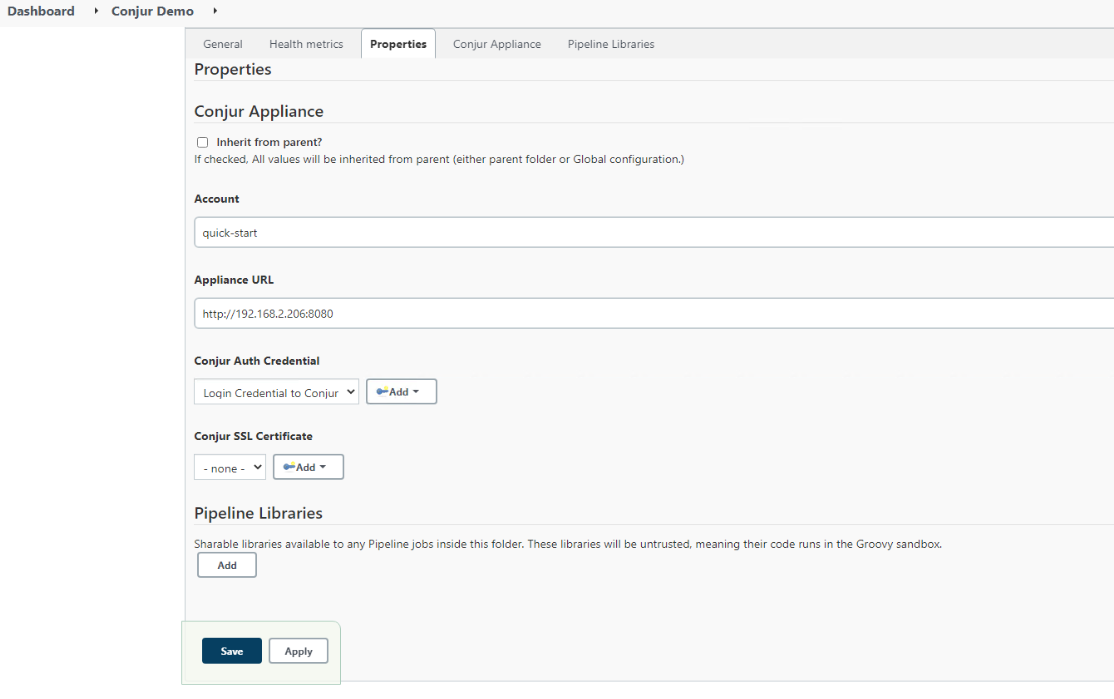 Dashboard Conjur Demo
General Health metrics Properties Conjur Appliance Pipeline Libraries
Properties
Conjur Appliance
Inherit from parent?
If checked, All values will be inherited from parent (either parent folder or Global configuration.)
Account
quick-start
Appliance URL
http://192.168.2.206:8080
Conjur Auth Credential
Login Credential to Conjur Add
Conjur SSL Certificate
- none - Add
Pipeline Libraries
Sharable libraries available to any Pipeline jobs inside this folder. These libraries will be untrusted, meaning their code runs in the Groovy sandbox.
Add
Save Apply